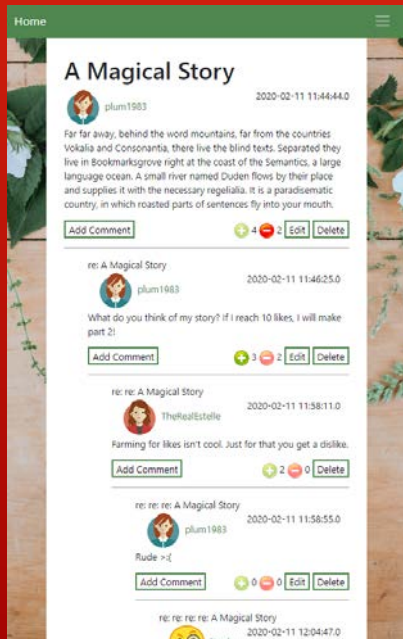 Home
A Magical Story
2020-02-11 11:44:44.0
plum1983
Far far away, behind the word mountains, far from the countries
Vokalia and Consonantia, there live the blind texts. Separated they
live in Bookmarksgrove right at the coast of the Semantics, a large
language ocean. A small river named Duden flows by their place
and supplies it with the necessary regelialia. It is a paradisematic
country, in which roasted parts of sentences fly into your mouth.
Add Comment 4 2 Edit Delete
re: A Magical Story
2020-02-11 11:46:25.0
plum1983
What do you think of my story? If I reach 10 likes, I will make
part 2!
Add Comment 3 2 Edit Delete
re: re: A Magical Story
2020-02-11 11:58:11.0
TheRealEstelle
Farming for likes isn't cool. Just for that you get a dislike.
Add Comment 2 0 Delete
re: re: re: A Magical Story
2020-02-11 11:58:55.0
plum1983
Rude >:(
Add Comment 0 0 Edit Delete
re: re: re: re: A Magical Story
2020-02-11 12:04:47.0